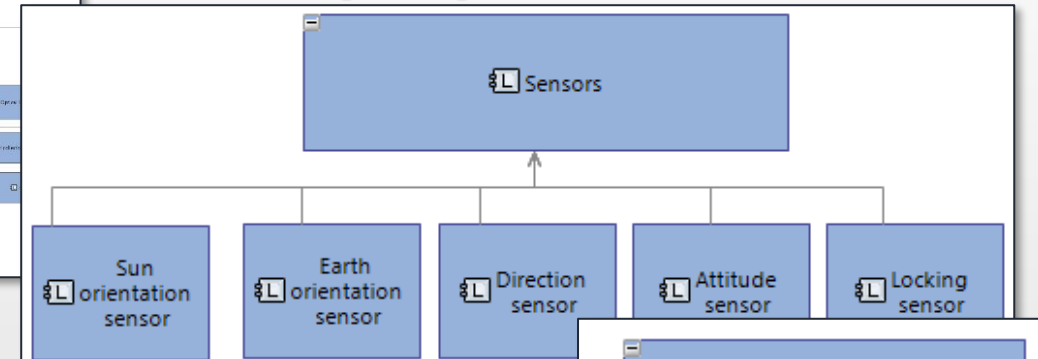 L Sensors
Sun
L orientation
sensor
Earth
L orientation
sensor
L Direction
sensor
L Attitude
sensor
L Locking
sensor